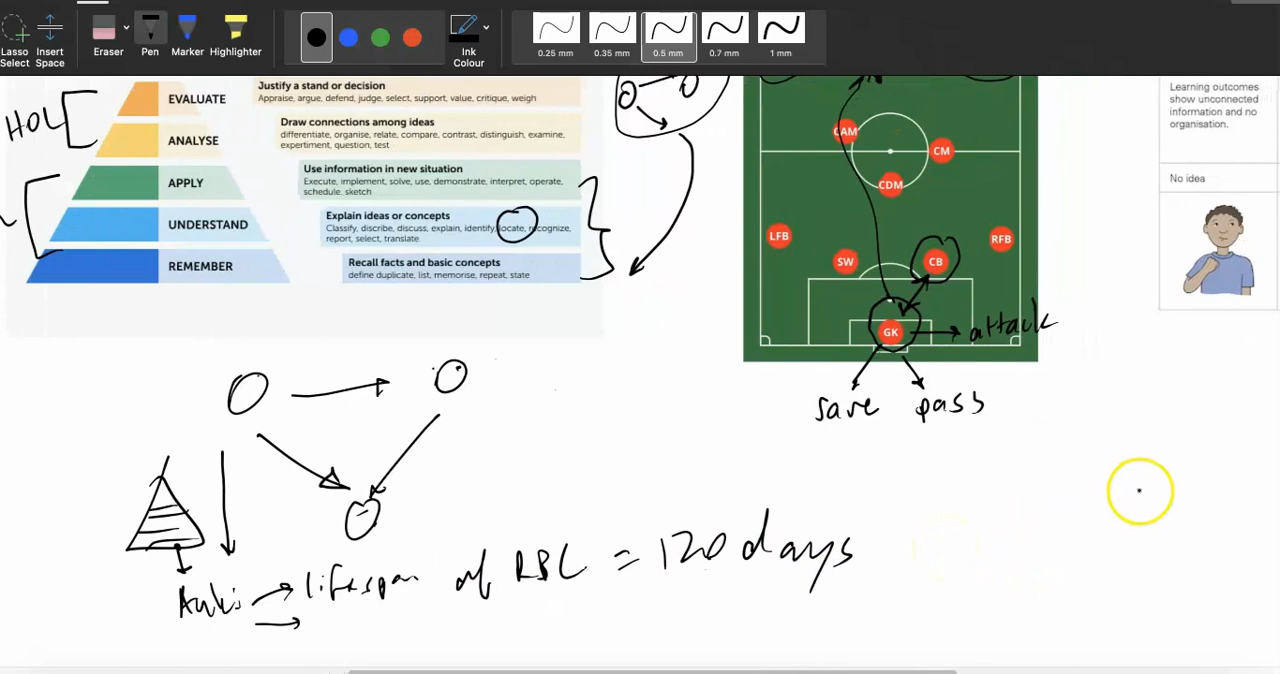 Lasso
Select
Insert
Space
Eraser
Pen
Marker
Highlighter
Ink
Colour
0.25 mm
0.35 mm
0.5 mm
0.7 mm
1 mm
HOL
EVALUATE
Justify a stand or decision
Appraise, argue, defend, judge, select, support, value, critique, weigh
ANALYSE
Draw connections among ideas
differentiate, organise, relate, compare, contrast, distinguish, examine,
expertiment, question, test
APPLY
Use information in new situation
Execute, implement, solve, use, demonstrate, interpret, operate,
schedule, sketch
UNDERSTAND
Explain ideas or concepts
Classify, discribe, discuss, explain, identify, locate, recognize,
report, select, translate
REMEMBER
Recall facts and basic concepts
define duplicate, list, memorise, repeat, state
CAM
CM
CDM
LFB
RFB
SW
CB
GK
attack
save
pass
Learning outcomes
show unconnected
information and no
organisation.
No idea
lifespan of RBC = 120 days